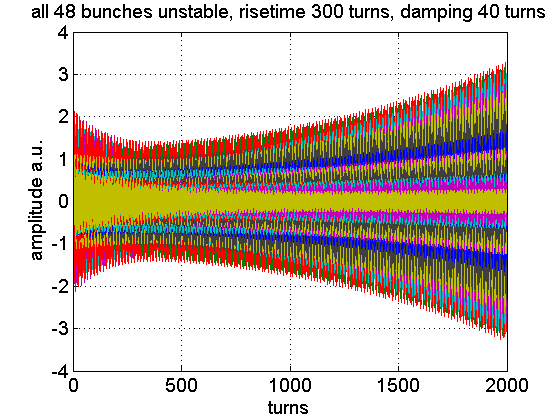 all 48 bunches unstable, risetime 300 turns, damping 40 turns
4
3
2
1
0
-1
-2
-3
-4
amplitude a.u.
0 500 1000 1500 2000
turns